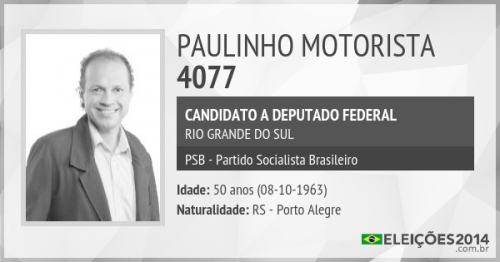 PAULINHO MOTORISTA
4077
CANDIDATO A DEPUTADO FEDERAL
RIO GRANDE DO SUL
PSB - Partido Socialista Brasileiro
Idade: 50 anos (08-10-1963)
Naturalidade: RS - Porto Alegre
ELEIÇÕES2014
.com.br